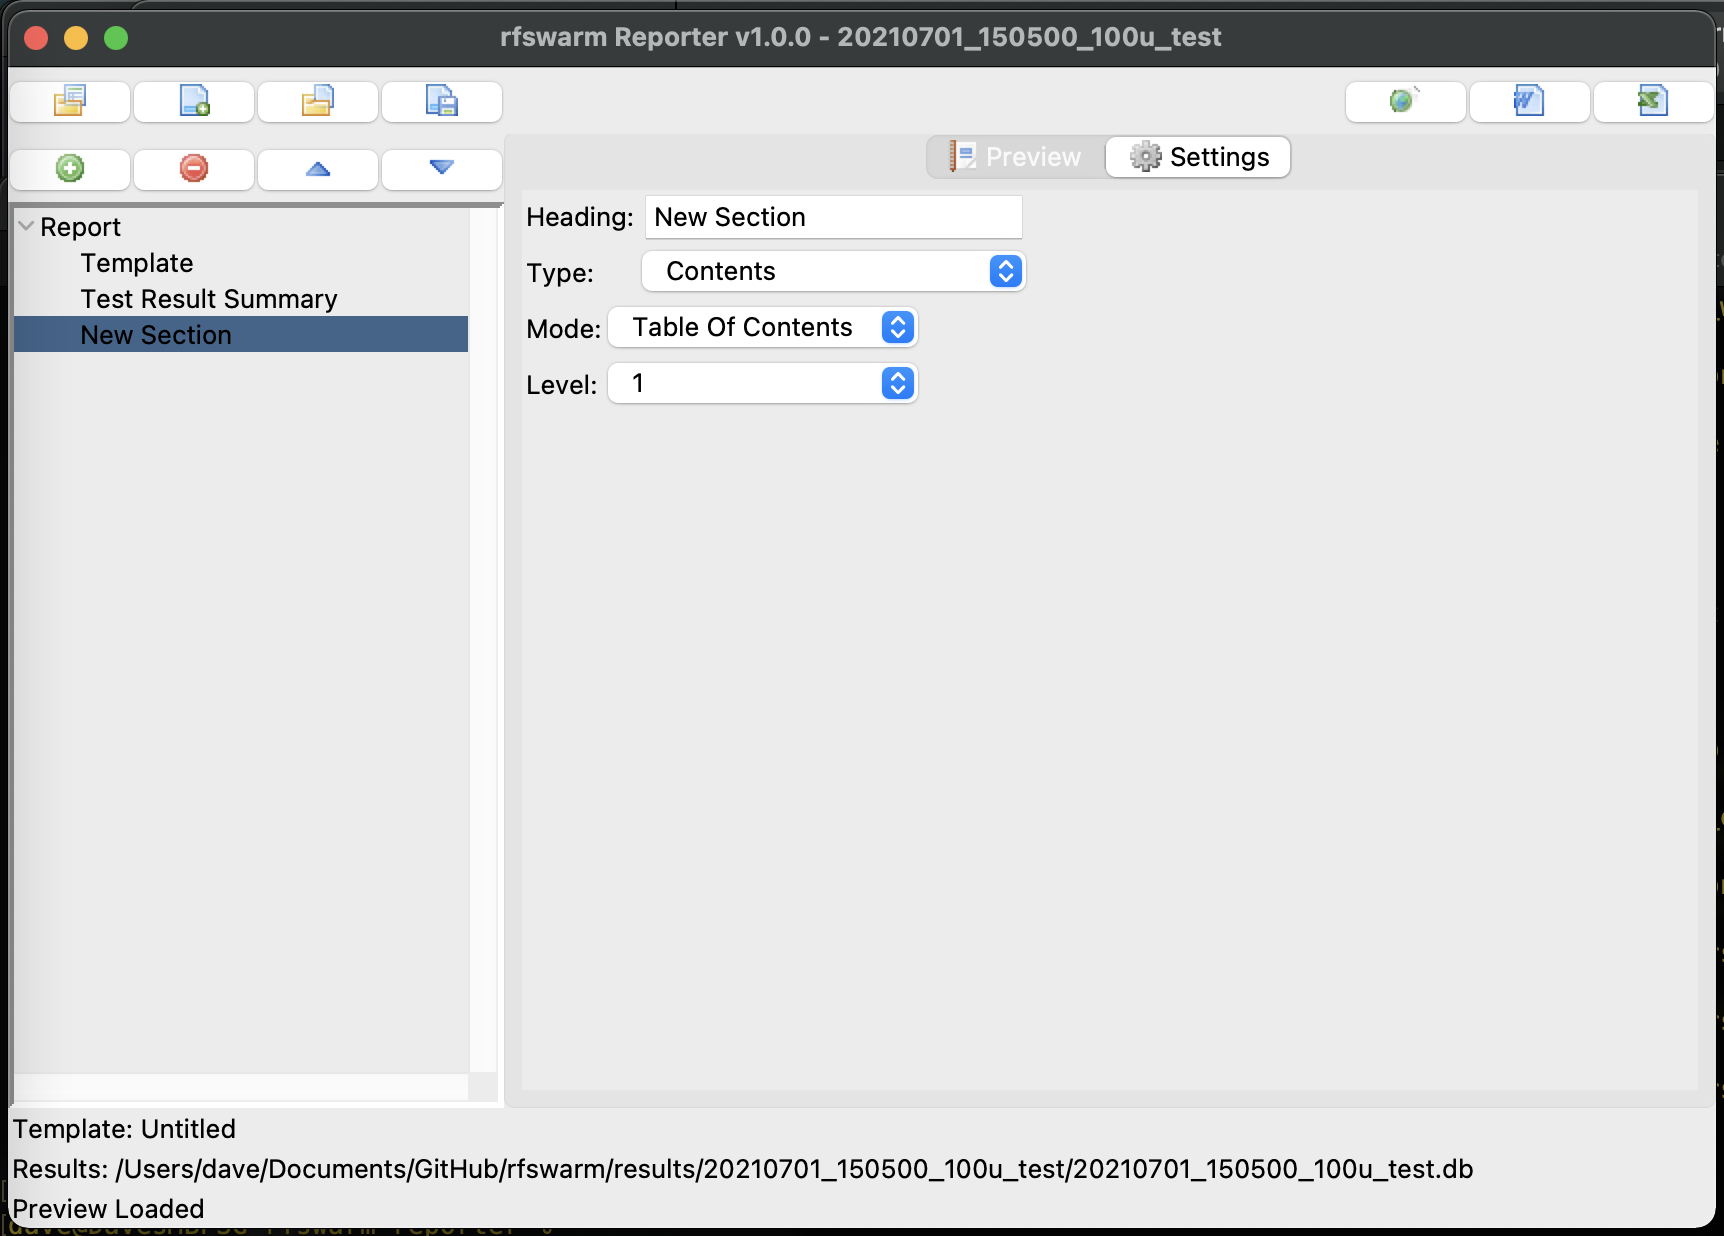 rfswarm Reporter v1.0.0 - 20210701_150500_100u_test
Preview
Settings
Report
Template
Test Result Summary
New Section
Heading: New Section
Type: Contents
Mode: Table Of Contents
Level: 1
Template: Untitled
Results: /Users/dave/Documents/GitHub/rfswarm/results/20210701_150500_100u_test/20210701_150500_100u_test.db
Preview Loaded